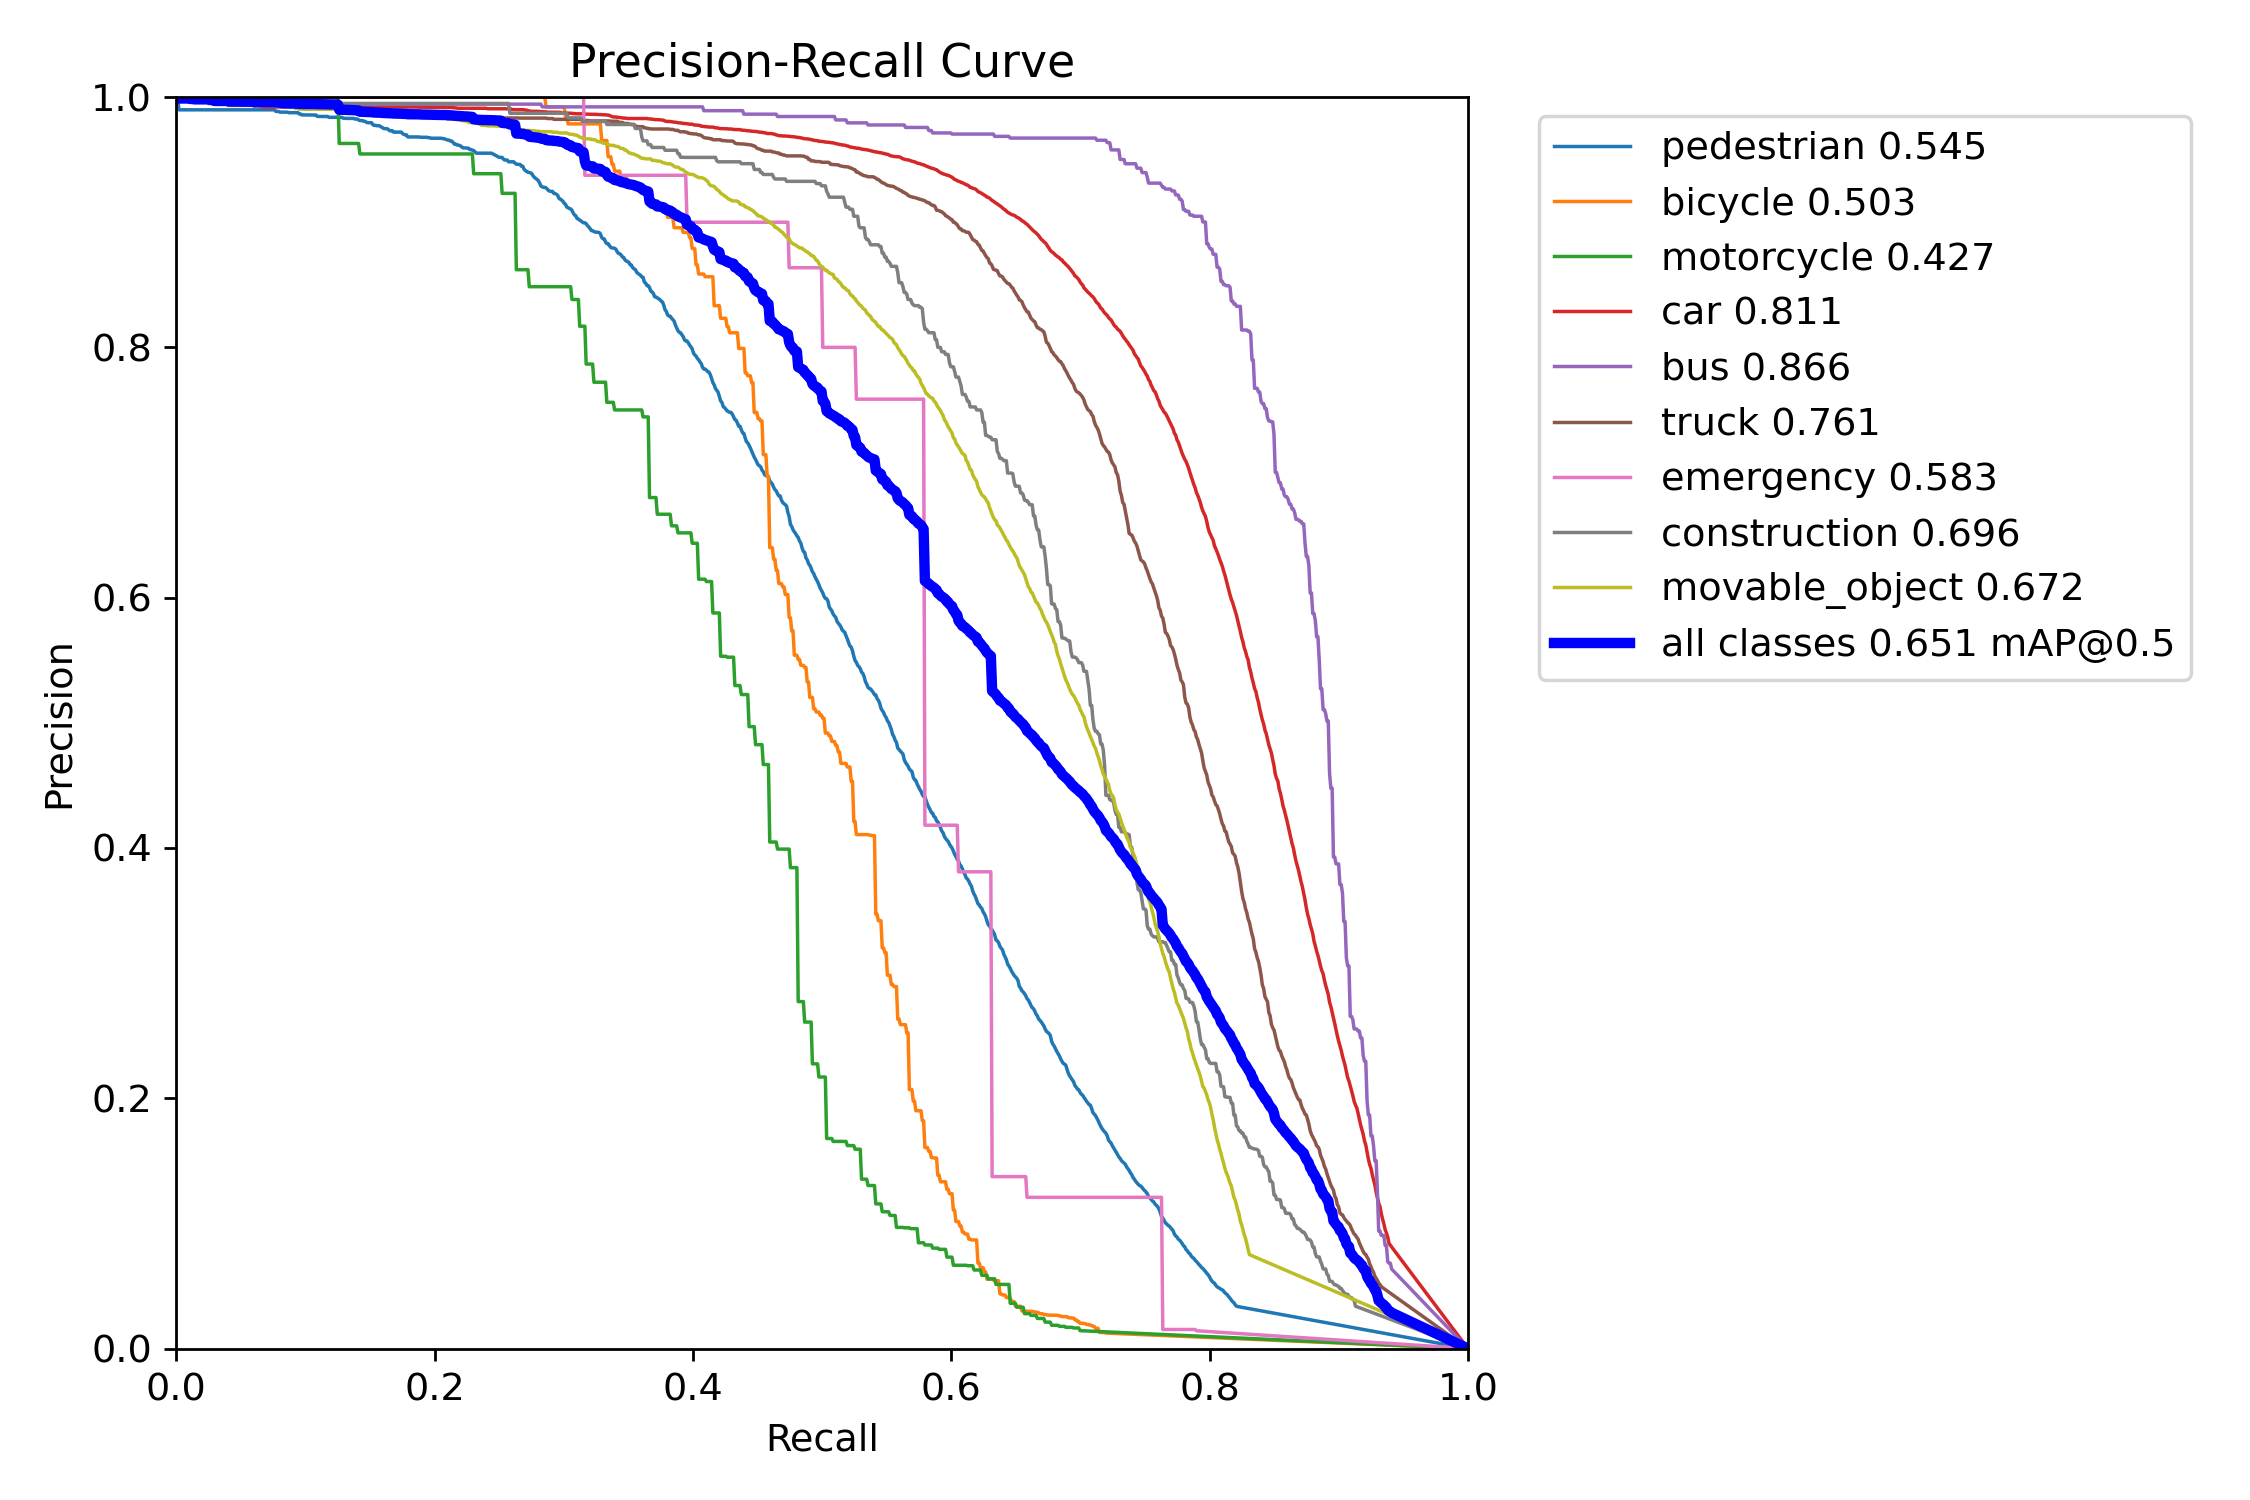 Precision-Recall Curve
1.0
0.8
0.6
0.4
0.2
0.0
Precision
0.0 0.2 0.4 0.6 0.8 1.0
Recall
pedestrian 0.545
bicycle 0.503
motorcycle 0.427
car 0.811
bus 0.866
truck 0.761
emergency 0.583
construction 0.696
movable_object 0.672
all classes 0.651 mAP@0.5